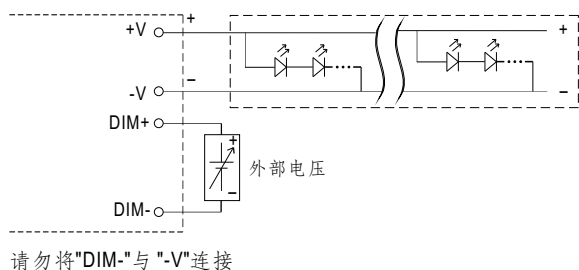 +V
+
-V
−
+
−
DIM+
+
−
外部电压
DIM-
请勿将"DIM-"与 "-V"连接